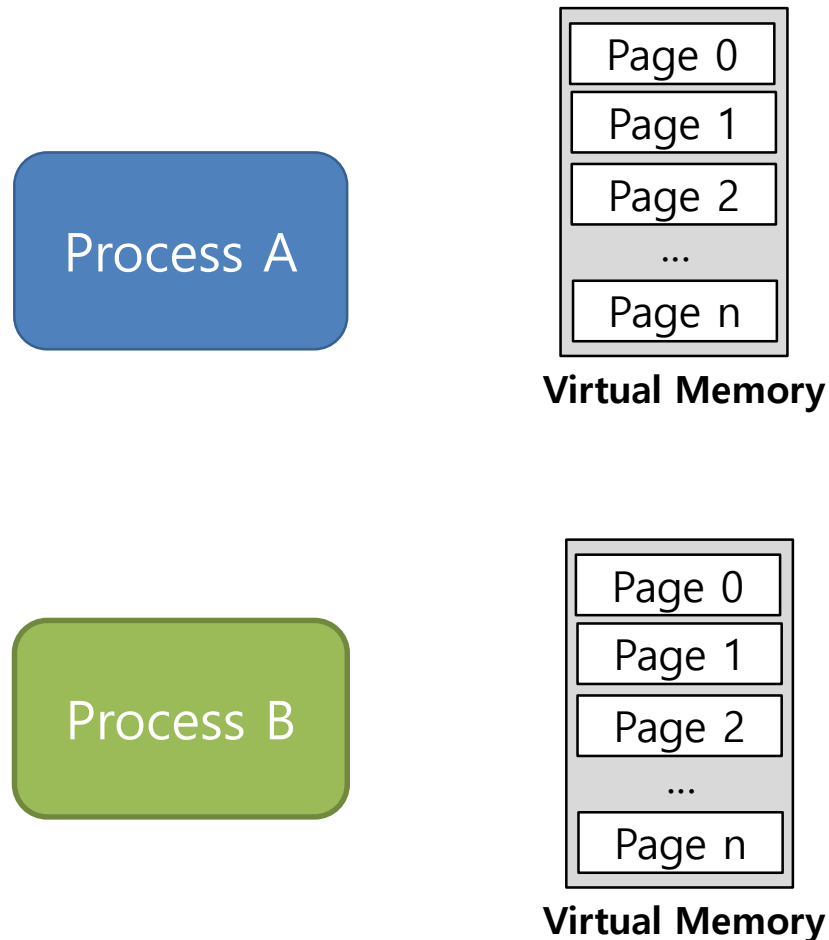 Process A
Page 0
Page 1
Page 2
...
Page n
Virtual Memory
Process B
Page 0
Page 1
Page 2
...
Page n
Virtual Memory